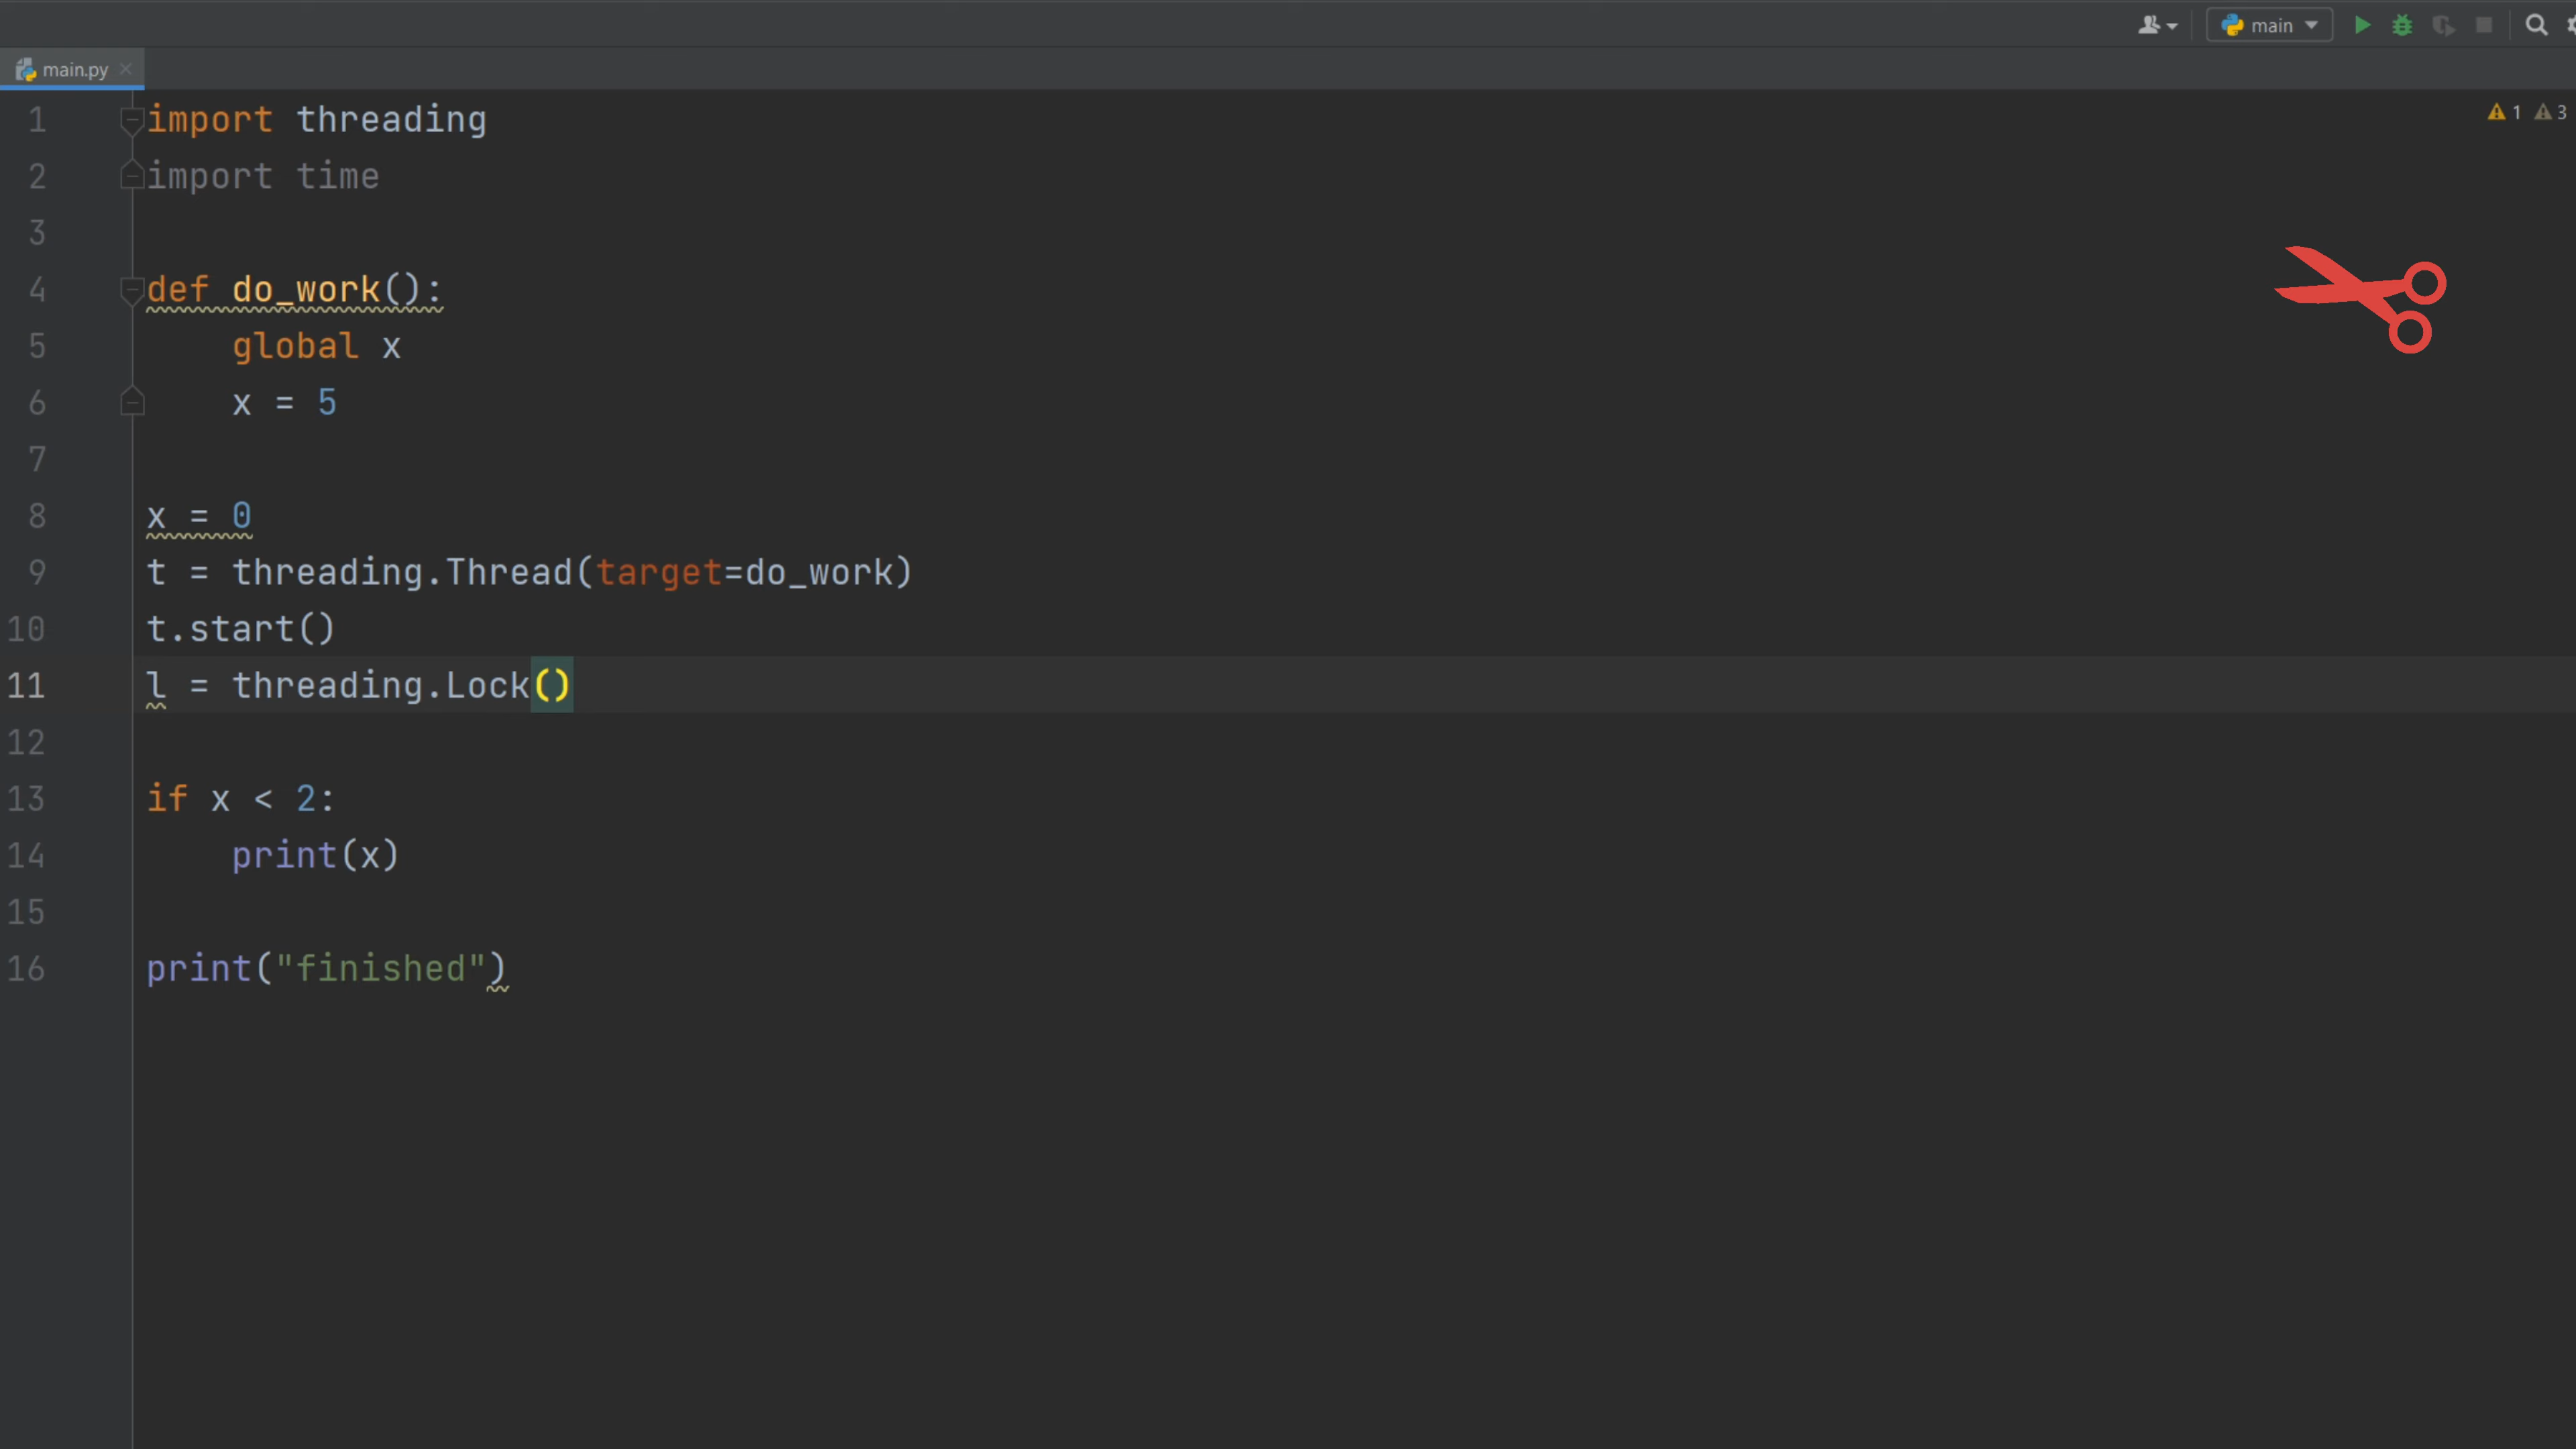 main
main.py
1 3
1 import threading
2 import time
3
4 def do_work():
5 global x
6 x = 5
7
8 x = 0
9 t = threading.Thread(target=do_work)
10 t.start()
11 l = threading.Lock()
12
13 if x < 2:
14 print(x)
15
16 print("finished")